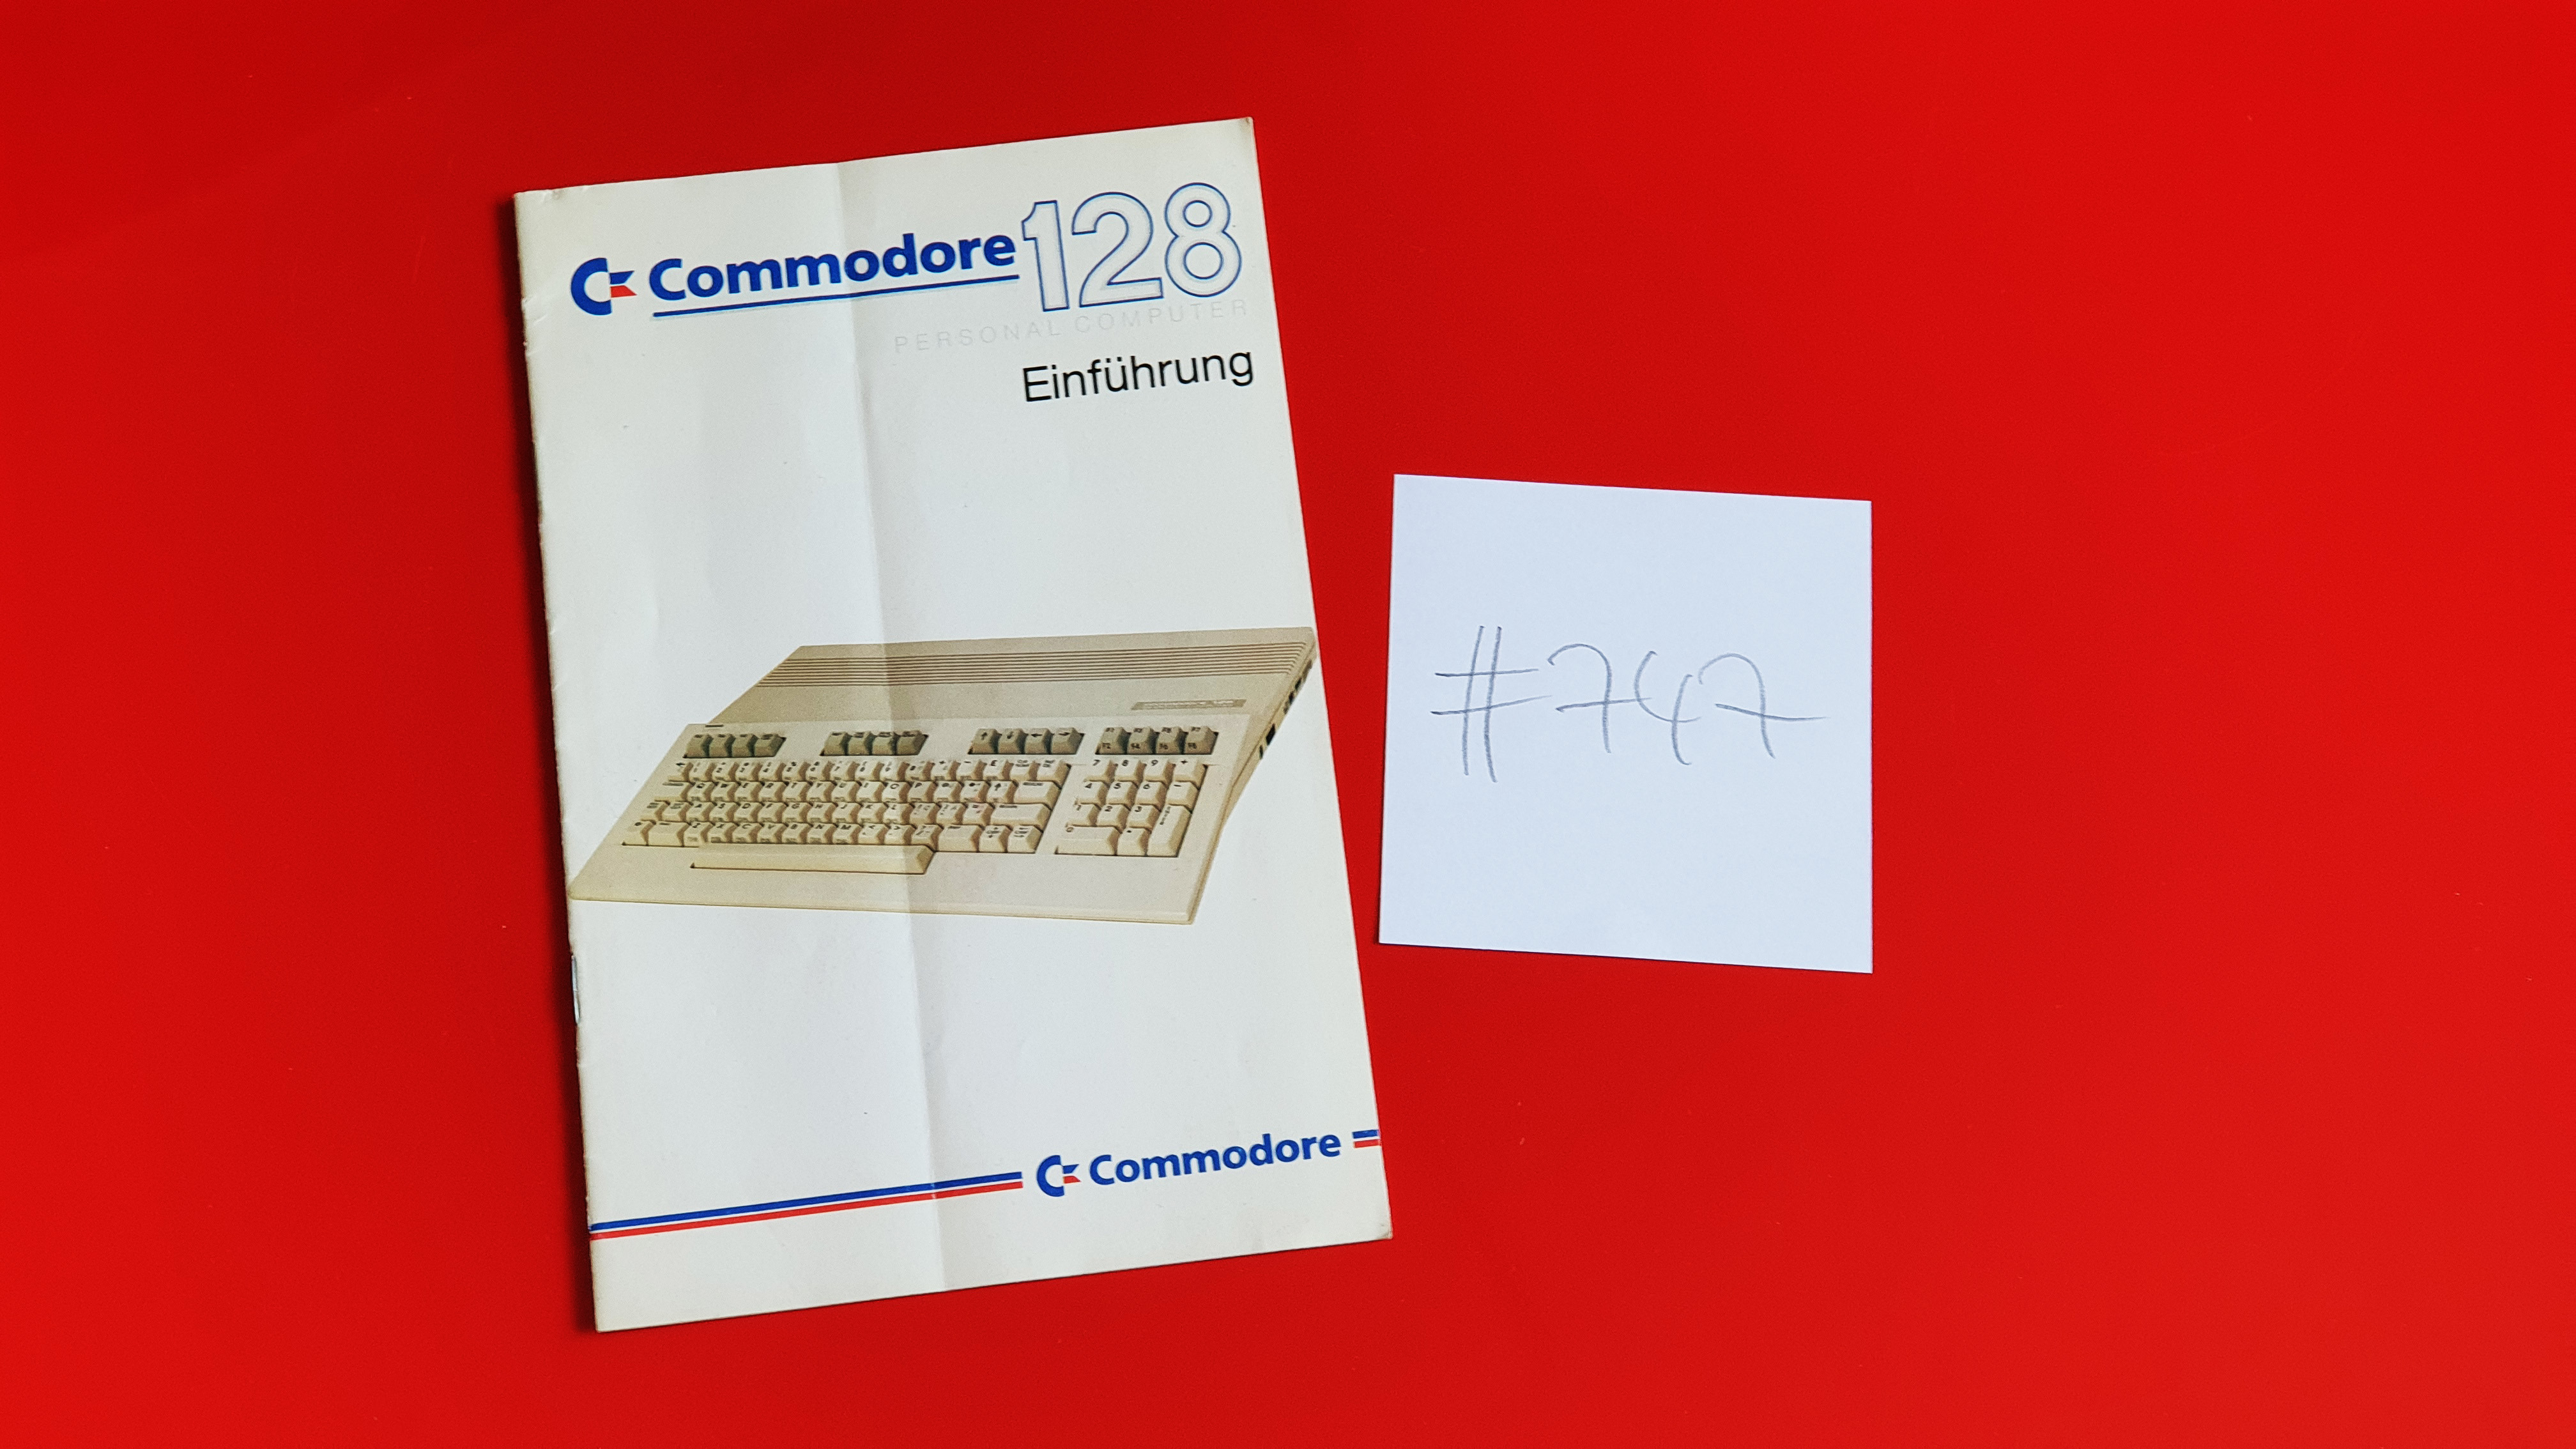 Commodore 128
PERSONAL COMPUTER
Einführung
#747
Commodore